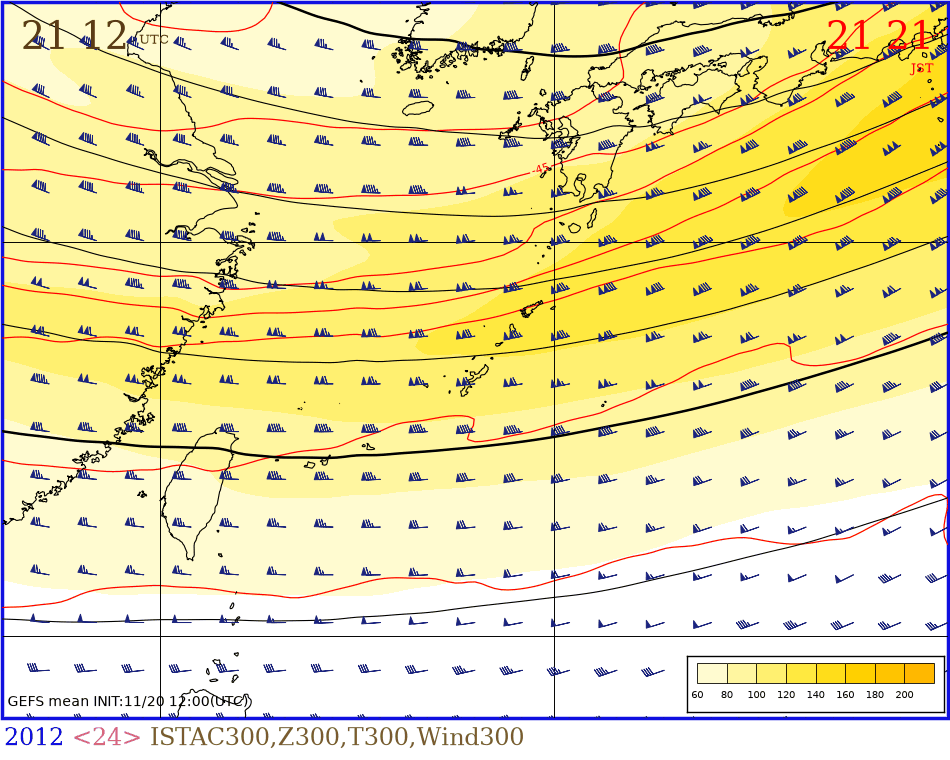 21 12 UTC
21 21
JST
-45
GEFS mean INIT:11/20 12:00(UTC)
60 80 100 120 140 160 180 200
2012 <24> ISTAC300,Z300,T300,Wind300